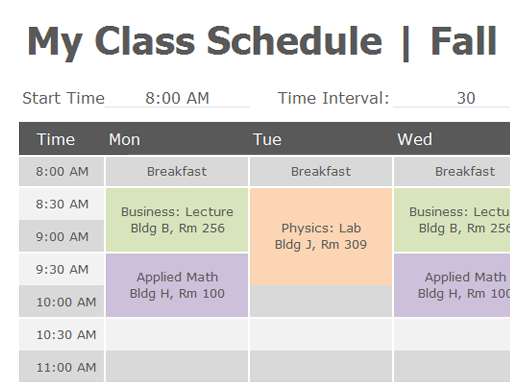 My Class Schedule | Fall
Start Time 8:00 AM Time Interval: 30
Time Mon Tue Wed
8:00 AM Breakfast Breakfast Breakfast
8:30 AM
Business: Lecture
Bldg B, Rm 256
Physics: Lab
Bldg J, Rm 309
Business: Lectu
Bldg B, Rm 256
9:00 AM
9:30 AM
Applied Math
Bldg H, Rm 100
Applied Math
Bldg H, Rm 100
10:00 AM
10:30 AM
11:00 AM